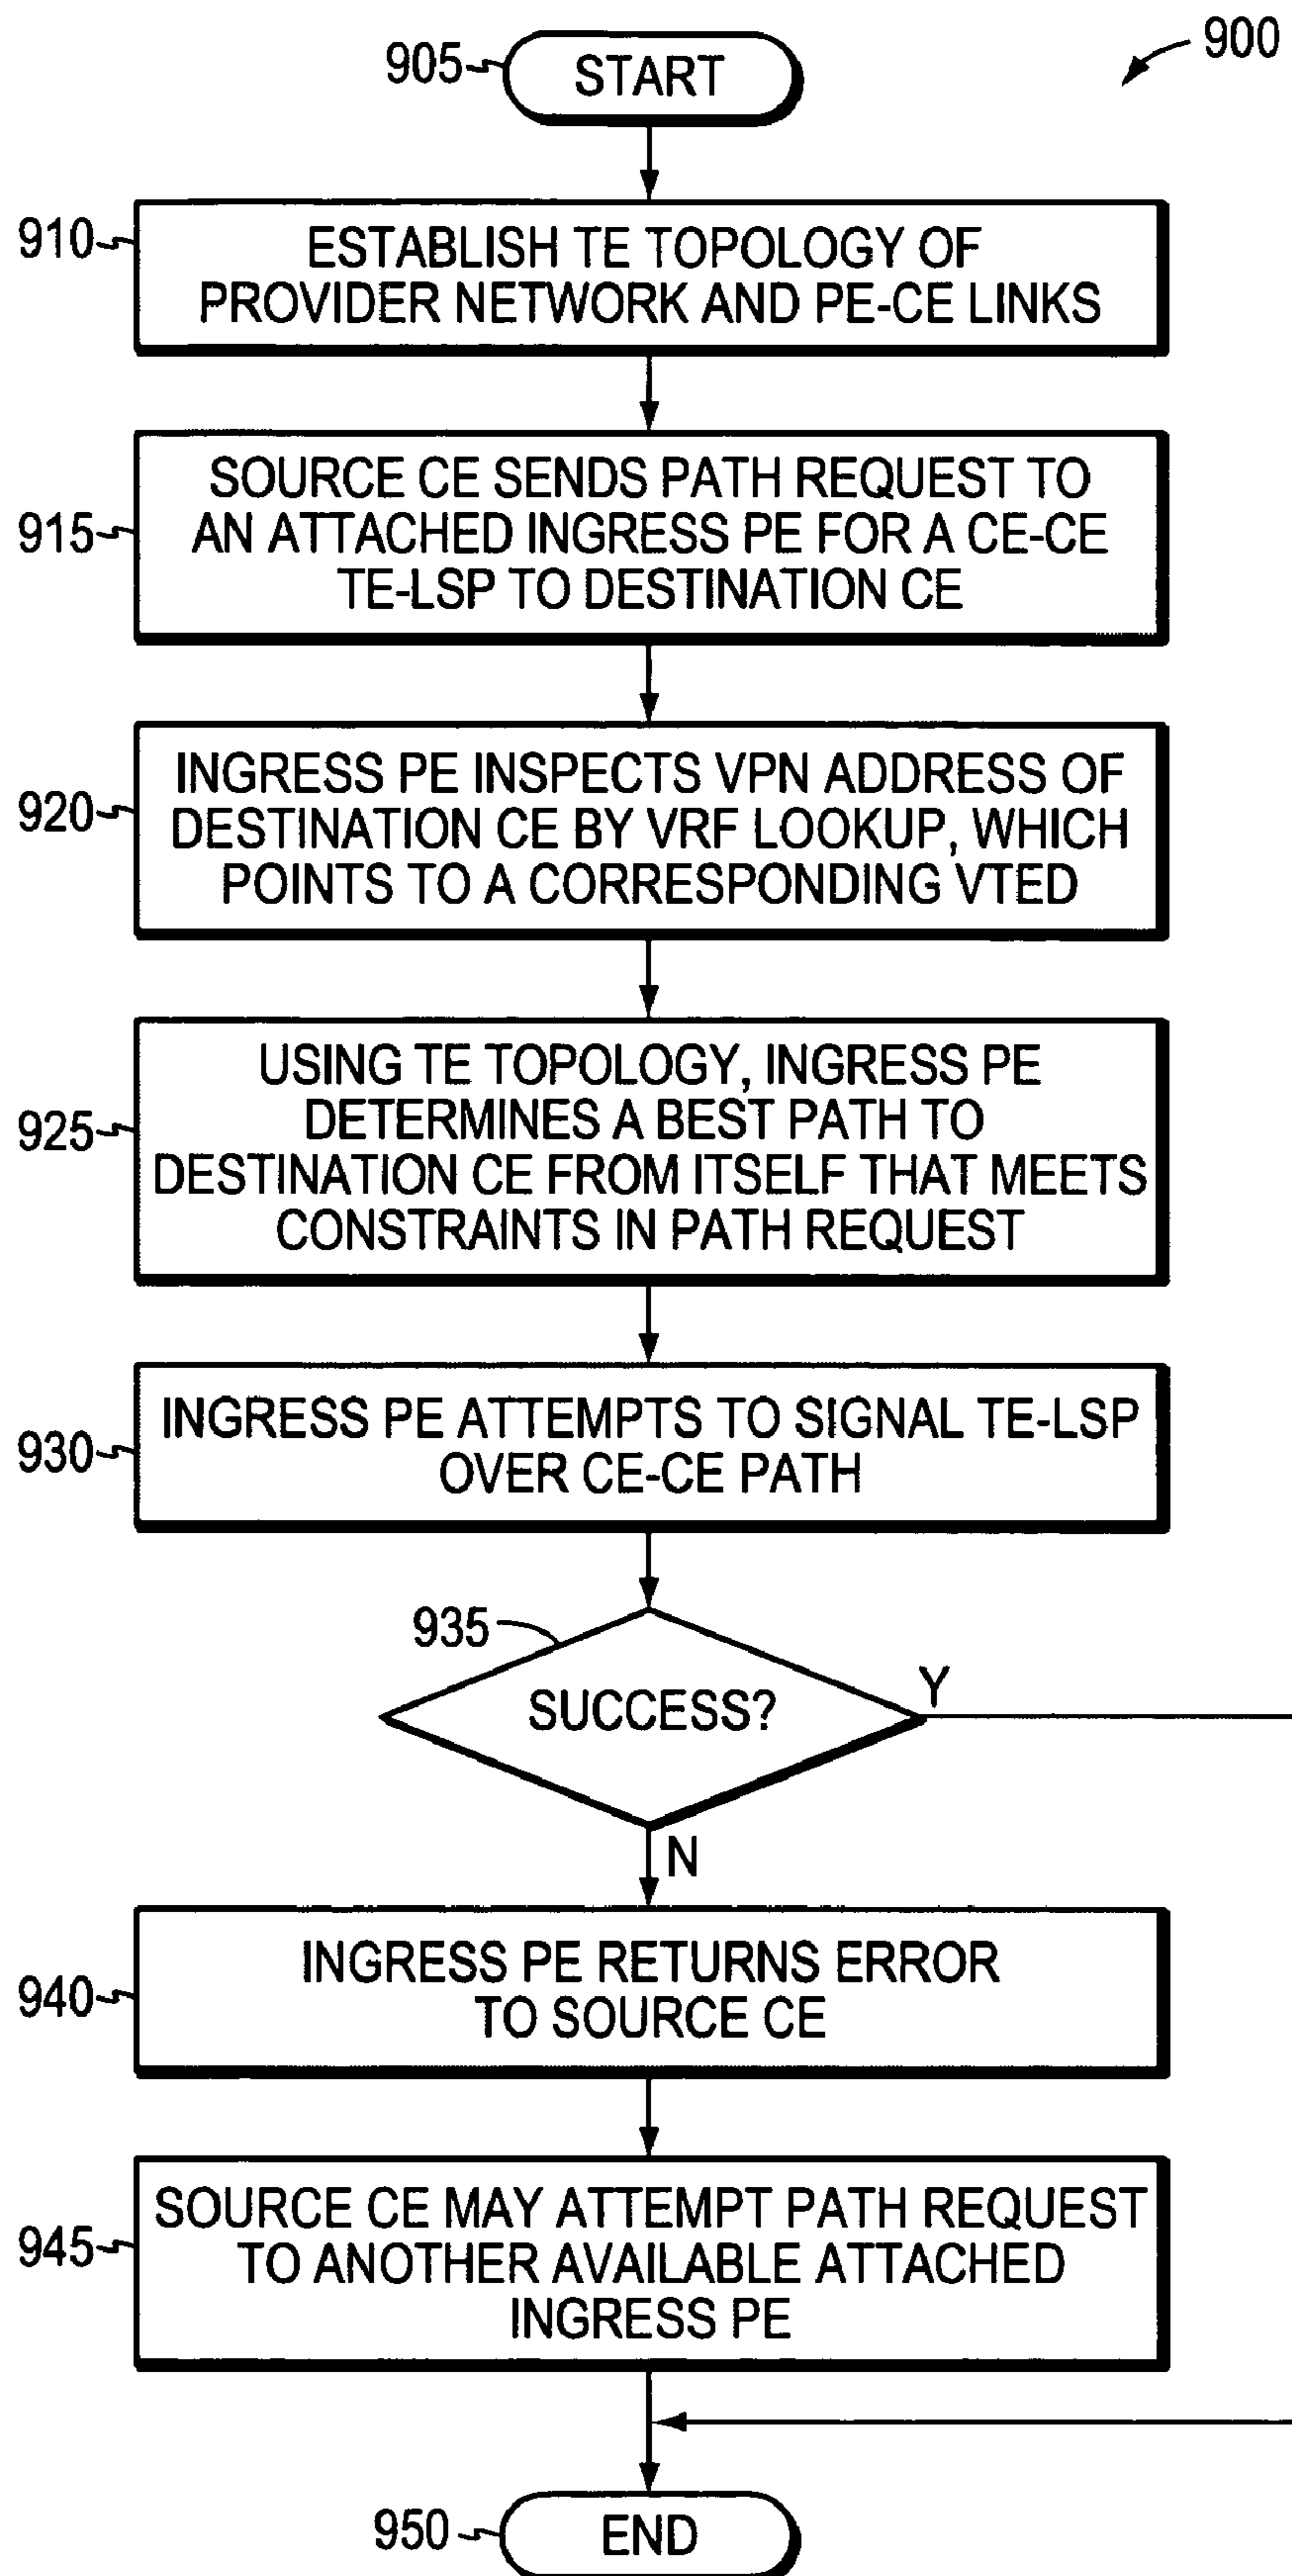 900
905
START
910
ESTABLISH TE TOPOLOGY OF
PROVIDER NETWORK AND PE-CE LINKS
915
SOURCE CE SENDS PATH REQUEST TO
AN ATTACHED INGRESS PE FOR A CE-CE
TE-LSP TO DESTINATION CE
920
INGRESS PE INSPECTS VPN ADDRESS OF
DESTINATION CE BY VRF LOOKUP, WHICH
POINTS TO A CORRESPONDING VTED
925
USING TE TOPOLOGY, INGRESS PE
DETERMINES A BEST PATH TO
DESTINATION CE FROM ITSELF THAT MEETS
CONSTRAINTS IN PATH REQUEST
930
INGRESS PE ATTEMPTS TO SIGNAL TE-LSP
OVER CE-CE PATH
935
SUCCESS?
Y
N
940
INGRESS PE RETURNS ERROR
TO SOURCE CE
945
SOURCE CE MAY ATTEMPT PATH REQUEST
TO ANOTHER AVAILABLE ATTACHED
INGRESS PE
950
END